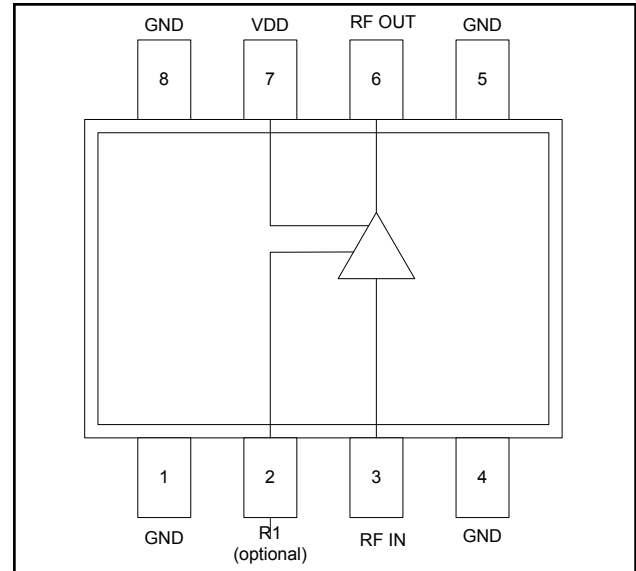 GND VDD RF OUT GND
8 7 6 5
1 2 3 4
GND R1 RF IN GND
(optional)